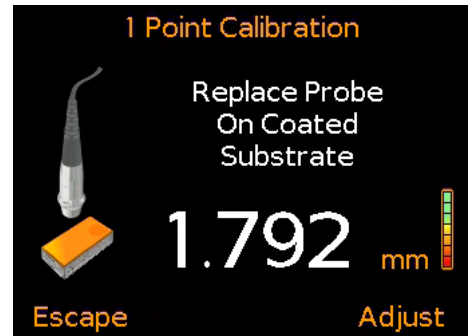 1 Point Calibration
Replace Probe
On Coated
Substrate
1.792 mm
Escape Adjust